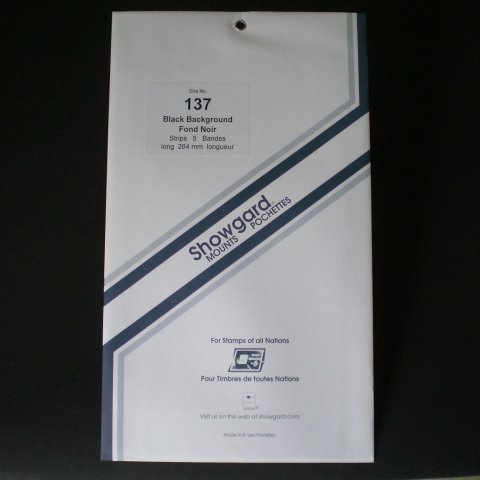 Size No.
137
Black Background
Fond Noir
Strips 5 Bandes
long 264 mm longueur
Showgard
MOUNTS POCHETTES
For Stamps of all Nations
Pour Timbres de toutes Nations
Visit us on the web at showgard.com
Made in P. Liechtenstein